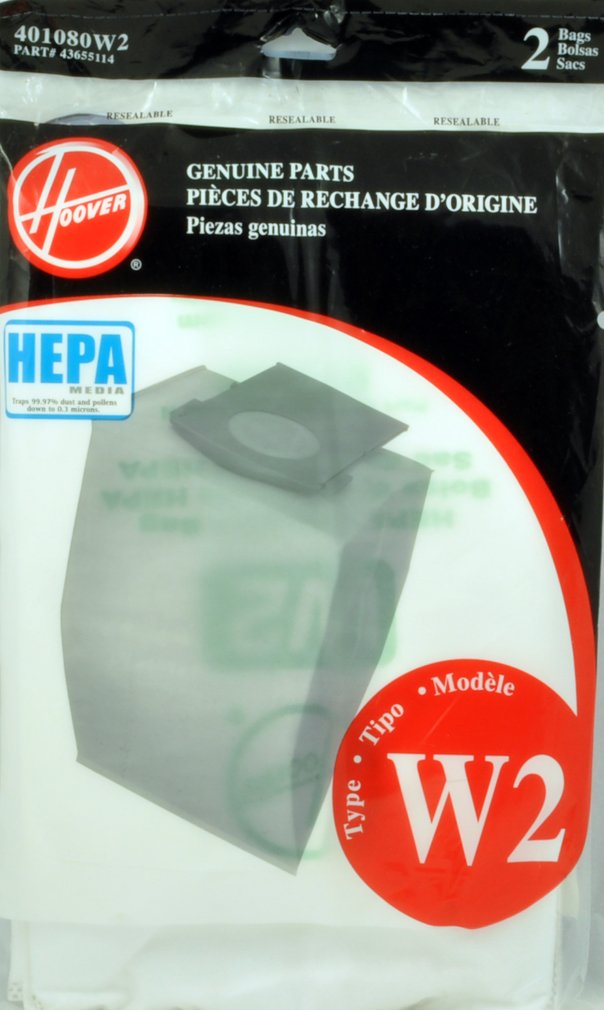 401080W2
PART# 43655114
2 Bags
Bolsas
Sacs
RESEALABLE RESEALABLE RESEALABLE
HOOVER
®
GENUINE PARTS
PIÈCES DE RECHANGE D'ORIGINE
Piezas genuinas
HEPA
MEDIA
Traps 99.97% dust and pollens
down to 0.3 microns.
Type • Tipo • Modèle
W2